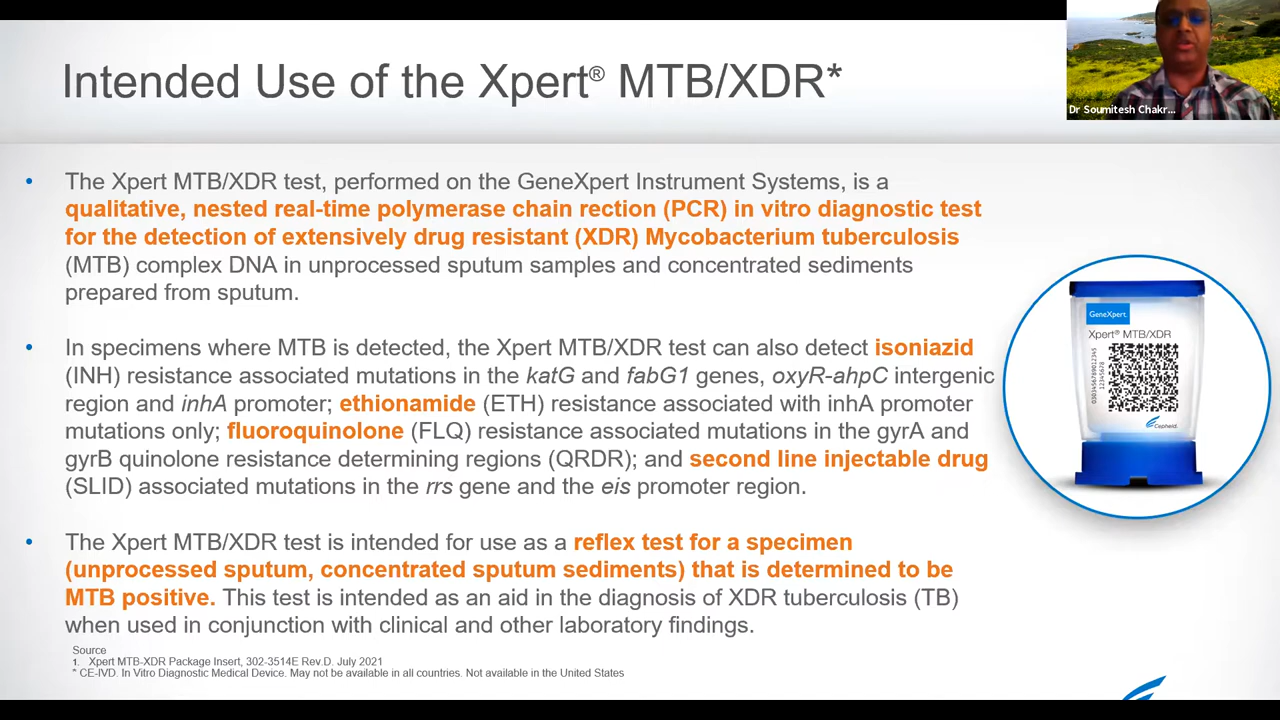 Intended Use of the Xpert® MTB/XDR*
Dr Soumitesh Chakr...
• The Xpert MTB/XDR test, performed on the GeneXpert Instrument Systems, is a
qualitative, nested real-time polymerase chain rection (PCR) in vitro diagnostic test
for the detection of extensively drug resistant (XDR) Mycobacterium tuberculosis
(MTB) complex DNA in unprocessed sputum samples and concentrated sediments
prepared from sputum.
• In specimens where MTB is detected, the Xpert MTB/XDR test can also detect isoniazid
(INH) resistance associated mutations in the katG and fabG1 genes, oxyR-ahpC intergenic
region and inhA promoter; ethionamide (ETH) resistance associated with inhA promoter
mutations only; fluoroquinolone (FLQ) resistance associated mutations in the gyrA and
gyrB quinolone resistance determining regions (QRDR); and second line injectable drug
(SLID) associated mutations in the rrs gene and the eis promoter region.
• The Xpert MTB/XDR test is intended for use as a reflex test for a specimen
(unprocessed sputum, concentrated sputum sediments) that is determined to be
MTB positive. This test is intended as an aid in the diagnosis of XDR tuberculosis (TB)
when used in conjunction with clinical and other laboratory findings.
Source
1. Xpert MTB-XDR Package Insert, 302-3514E Rev.D. July 2021
* CE-IVD. In Vitro Diagnostic Medical Device. May not be available in all countries. Not available in the United States
GeneXpert
Xpert® MTB/XDR
Cepheid.